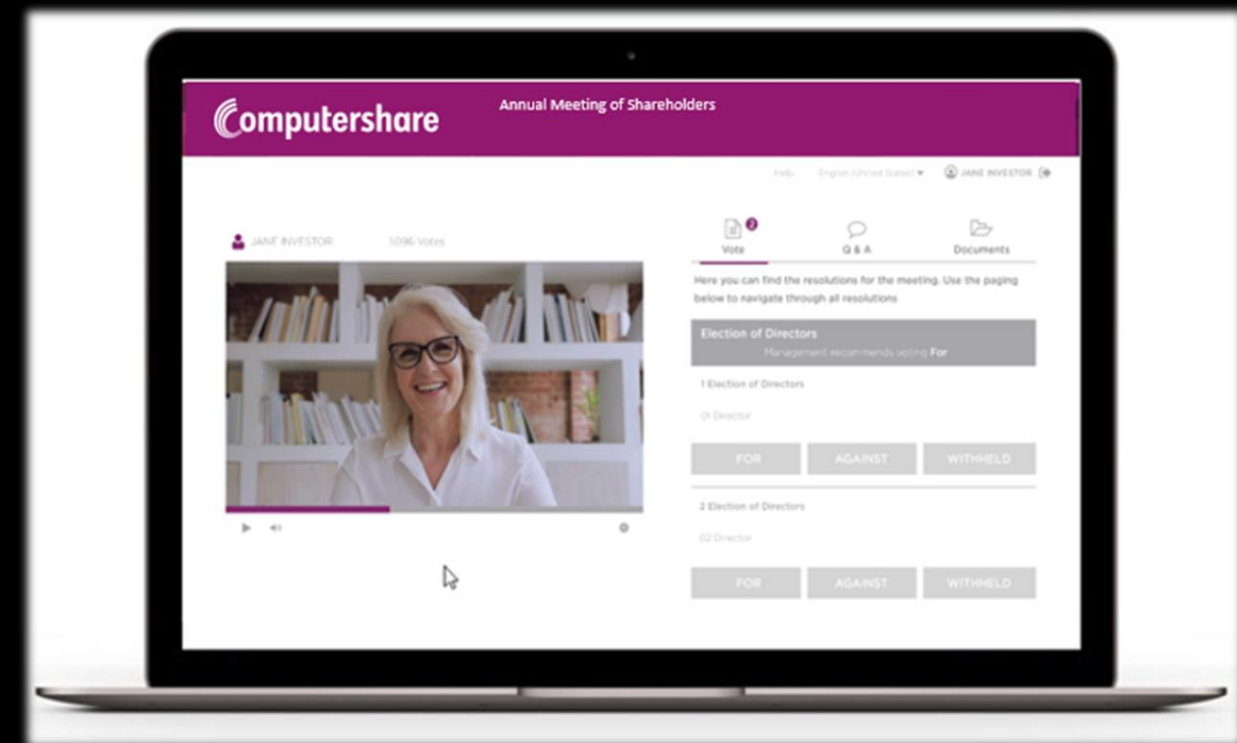 Computershare
Annual Meeting of Shareholders
Help English (United States) JANE INVESTOR
JANE INVESTOR 1,096 Votes
2
Vote Q & A Documents
Here you can find the resolutions for the meeting. Use the paging
below to navigate through all resolutions
Election of Directors
Management recommends voting For
1 Election of Directors
01 Director
FOR AGAINST WITHHELD
2 Election of Directors
02 Director
FOR AGAINST WITHHELD